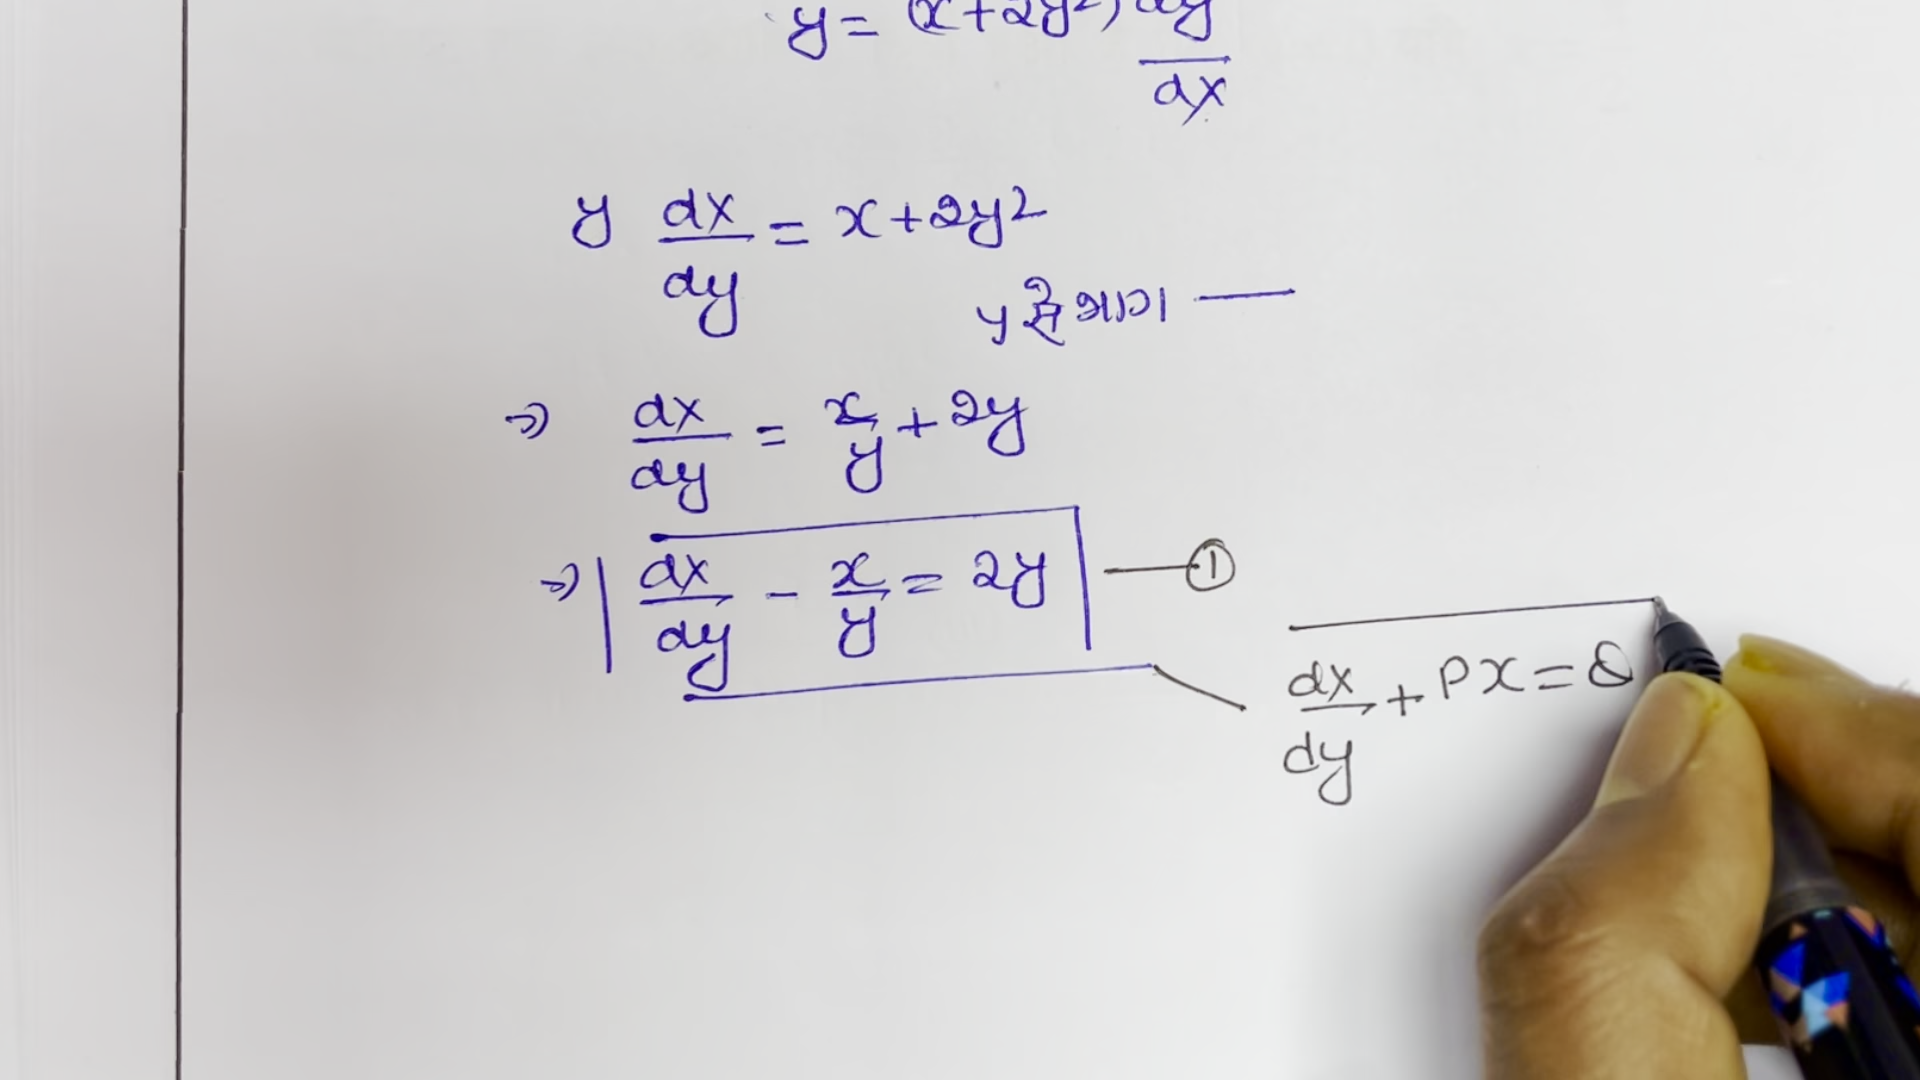 y = (x+2y²) dy/dx
y dx/dy = x+2y²
y से भाग —
⇒ dx/dy = x/y + 2y
⇒ dx/dy - x/y = 2y — ①
dx/dy + Px = Q